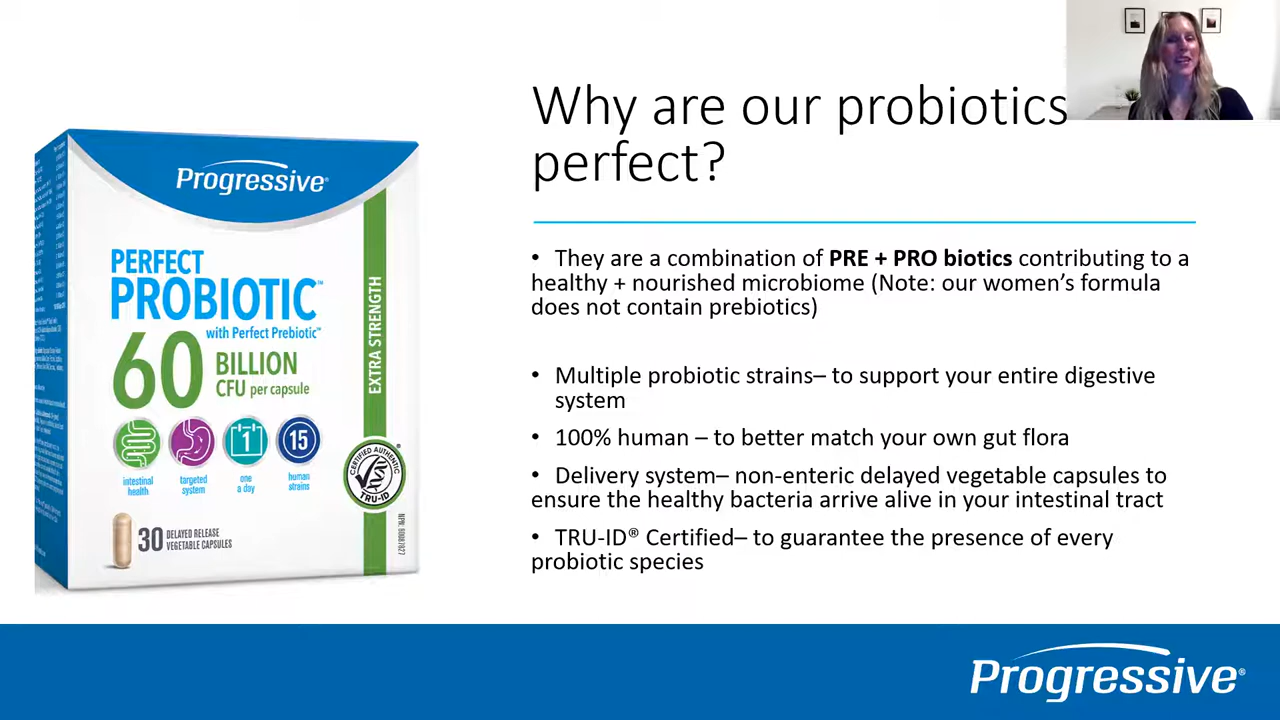 Why are our probiotics
perfect?
• They are a combination of PRE + PRO biotics contributing to a
healthy + nourished microbiome (Note: our women’s formula
does not contain prebiotics)
• Multiple probiotic strains– to support your entire digestive
system
• 100% human – to better match your own gut flora
• Delivery system– non-enteric delayed vegetable capsules to
ensure the healthy bacteria arrive alive in your intestinal tract
• TRU-ID® Certified– to guarantee the presence of every
probiotic species
Progressive®
PERFECT
PROBIOTIC™
with Perfect Prebiotic™
60 BILLION
CFU per capsule
EXTRA STRENGTH
1
15
intestinal health
targeted system
one a day
human strains
CERTIFIED AUTHENTIC
TRU-ID
30 DELAYED RELEASE
VEGETABLE CAPSULES
Progressive®